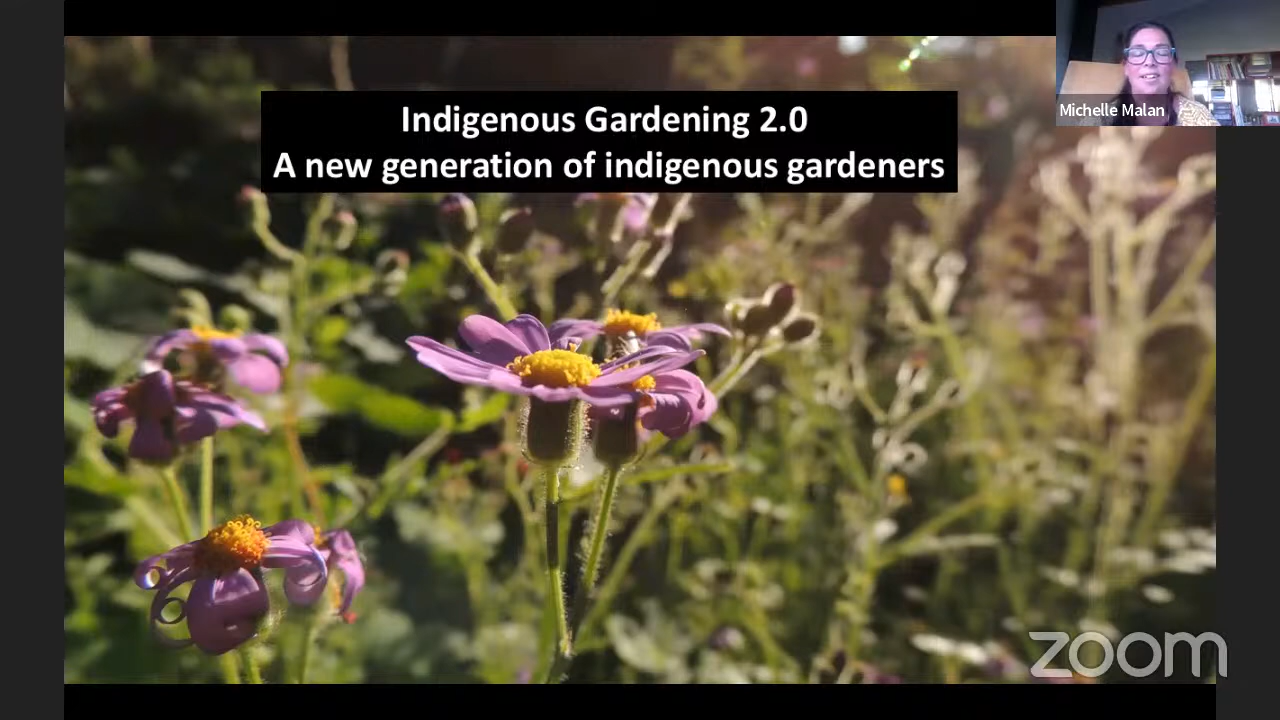 Indigenous Gardening 2.0
A new generation of indigenous gardeners
Michelle Malan
zoom